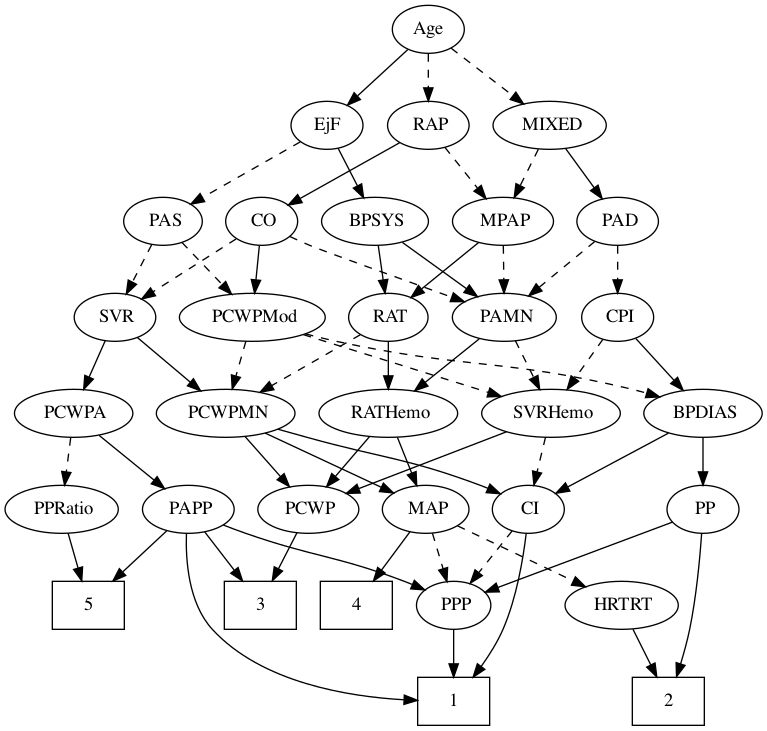 Age
EjF
RAP
MIXED
PAS
CO
BPSYS
MPAP
PAD
SVR
PCWPMod
RAT
PAMN
CPI
PCWPA
PCWPMN
RATHemo
SVRHemo
BPDIAS
PPRatio
PAPP
PCWP
MAP
CI
PP
5
3
4
PPP
HRTRT
1
2